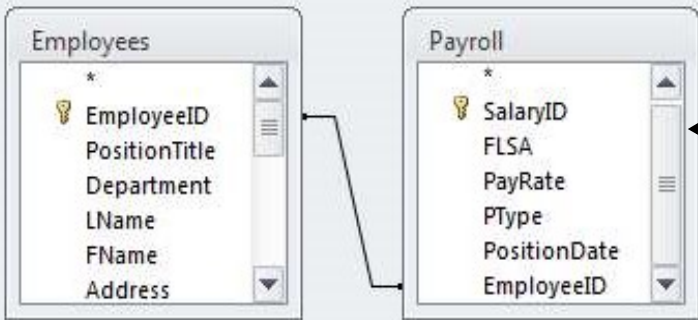 Employees
*
EmployeeID
PositionTitle
Department
LName
FName
Address
Payroll
*
SalaryID
FLSA
PayRate
PType
PositionDate
EmployeeID